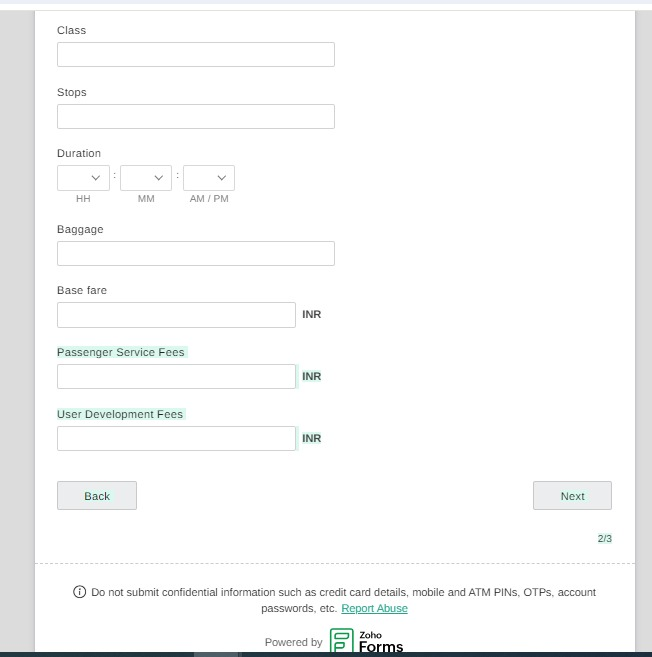 Class
Stops
Duration
: :
HH MM AM / PM
Baggage
Base fare
INR
Passenger Service Fees
INR
User Development Fees
INR
Back Next
2/3
Do not submit confidential information such as credit card details, mobile and ATM PINs, OTPs, account
passwords, etc. Report Abuse
Powered by Zoho
Forms